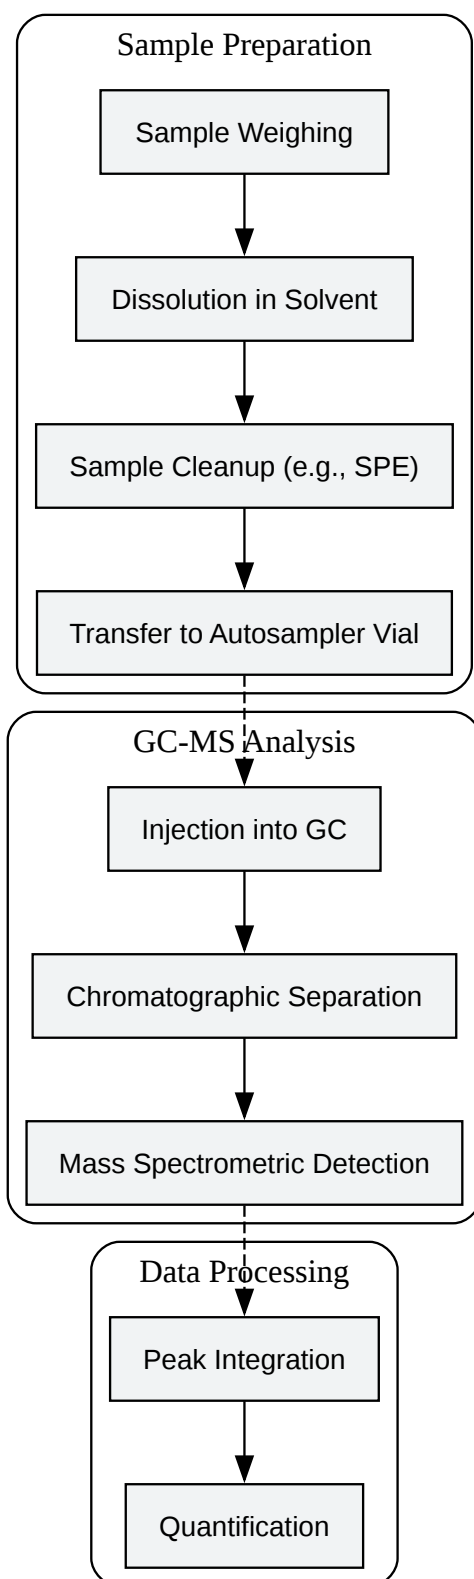 Sample Preparation
Sample Weighing
Dissolution in Solvent
Sample Cleanup (e.g., SPE)
Transfer to Autosampler Vial
GC-MS Analysis
Injection into GC
Chromatographic Separation
Mass Spectrometric Detection
Data Processing
Peak Integration
Quantification